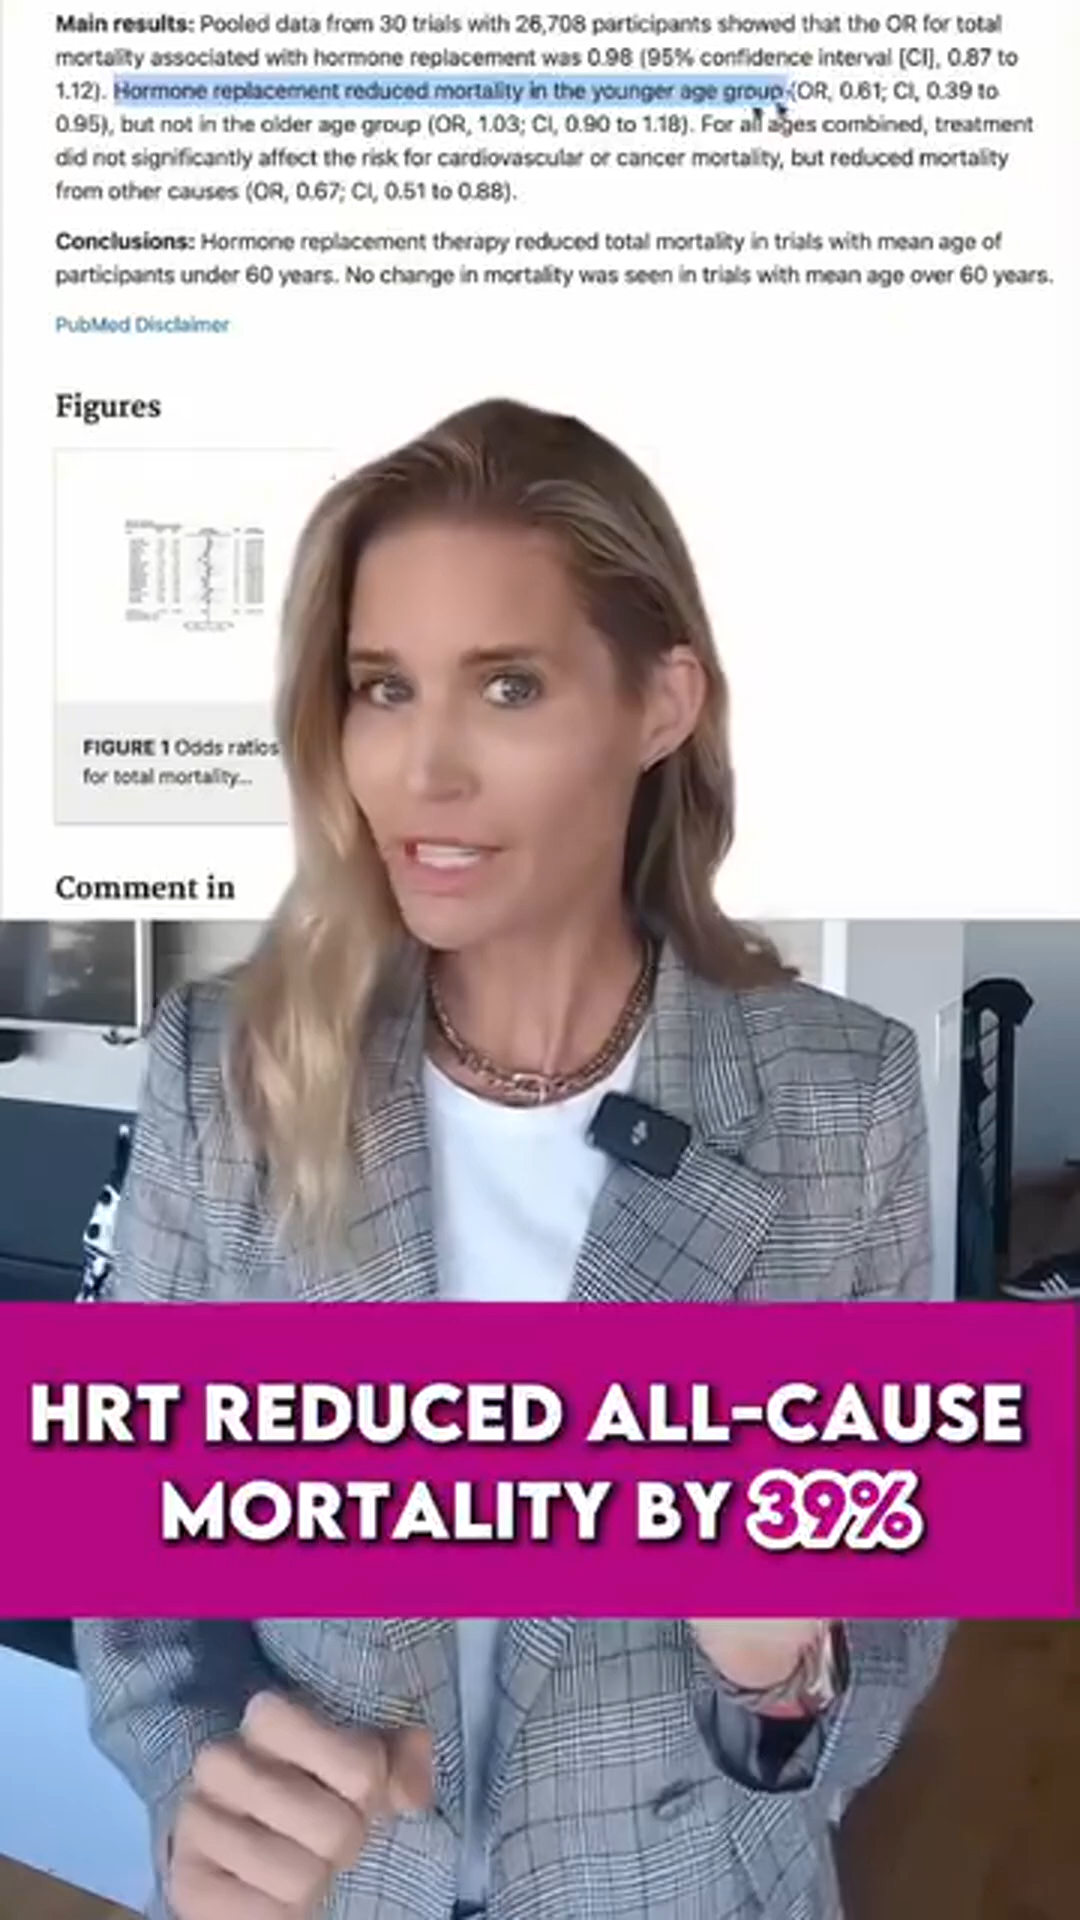 Main results: Pooled data from 30 trials with 26,708 participants showed that the OR for total
mortality associated with hormone replacement was 0.98 (95% confidence interval [CI], 0.87 to
1.12). Hormone replacement reduced mortality in the younger age group (OR, 0.61; CI, 0.39 to
0.95), but not in the older age group (OR, 1.03; CI, 0.90 to 1.18). For all ages combined, treatment
did not significantly affect the risk for cardiovascular or cancer mortality, but reduced mortality
from other causes (OR, 0.67; CI, 0.51 to 0.88).
Conclusions: Hormone replacement therapy reduced total mortality in trials with mean age of
participants under 60 years. No change in mortality was seen in trials with mean age over 60 years.
PubMed Disclaimer
Figures
FIGURE 1 Odds ratios
for total mortality...
Comment in
HRT REDUCED ALL-CAUSE
MORTALITY BY 39%